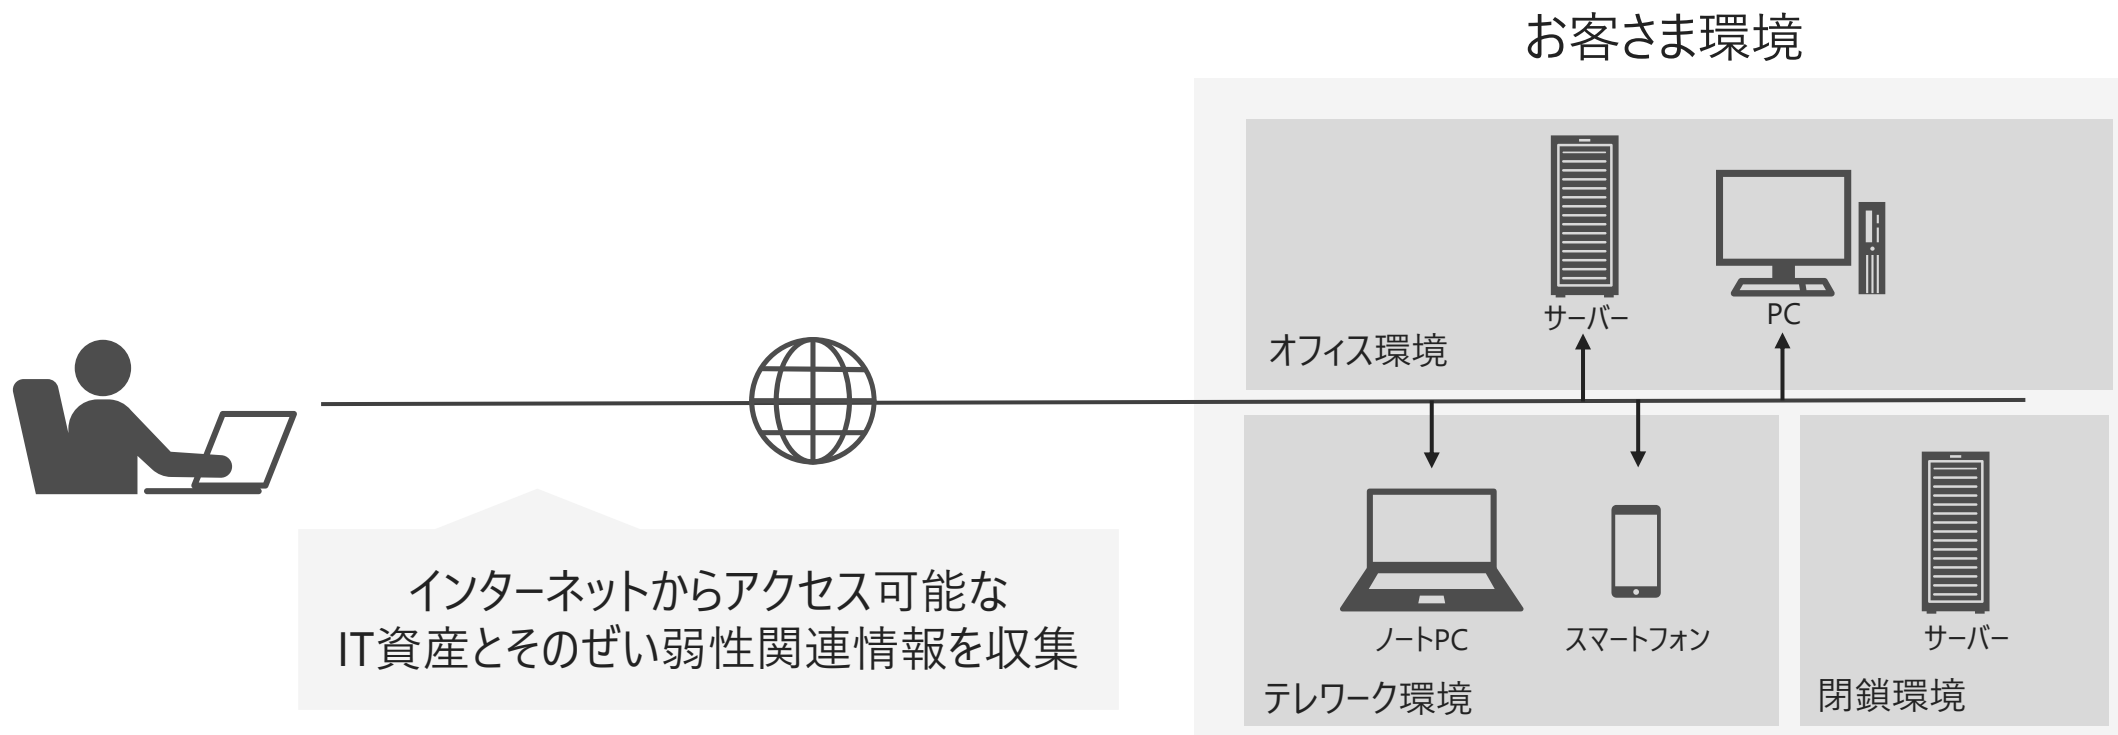 お客さま環境
サーバー
PC
オフィス環境
インターネットからアクセス可能な
IT資産とそのぜい弱性関連情報を収集
ノートPC
スマートフォン
テレワーク環境
サーバー
閉鎖環境